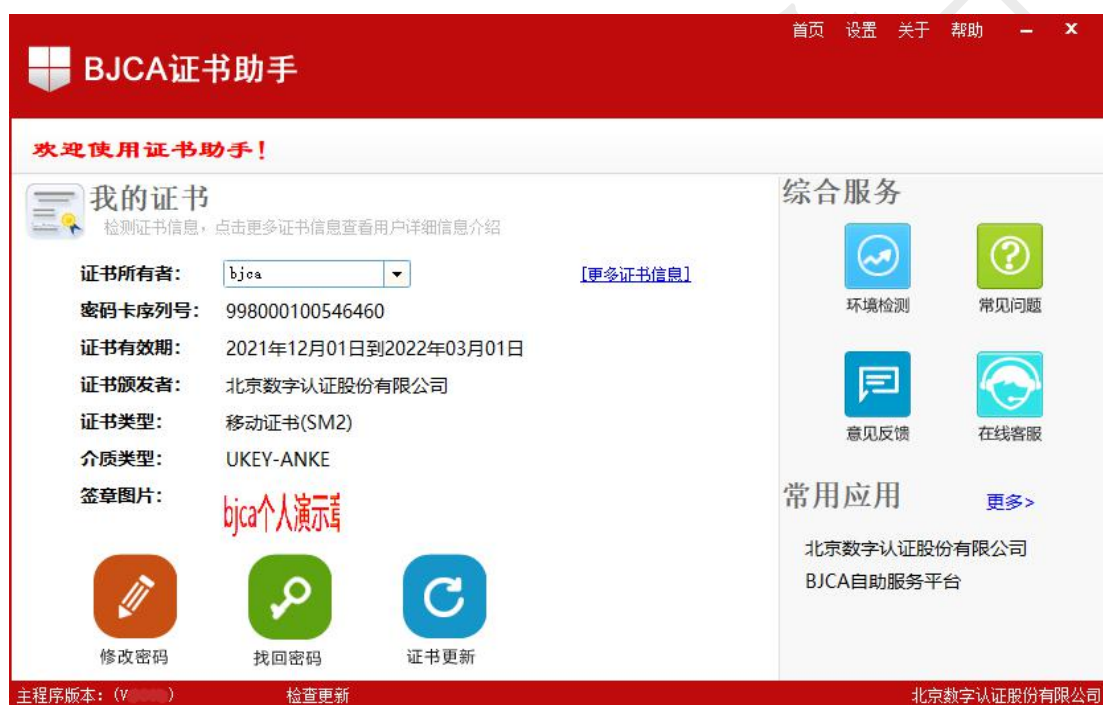 首页 设置 关于 帮助
BJCA证书助手
欢迎使用证书助手！
我的证书
检测证书信息，点击更多证书信息查看用户详细信息介绍
证书所有者： bjca [更多证书信息]
密码卡序列号： 998000100546460
证书有效期： 2021年12月01日到2022年03月01日
证书颁发者： 北京数字认证股份有限公司
证书类型： 移动证书(SM2)
介质类型： UKEY-ANKE
签章图片： bjca个人演示章
修改密码 找回密码 证书更新
综合服务
环境检测 常见问题
意见反馈 在线客服
常用应用 更多>
北京数字认证股份有限公司
BJCA自助服务平台
主程序版本：(V ) 检查更新 北京数字认证股份有限公司